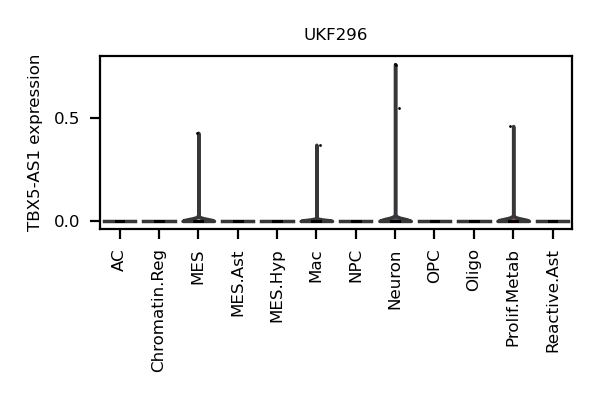 UKF296
TBX5-AS1 expression
0.5
0.0
AC
Chromatin.Reg
MES
MES.Ast
MES.Hyp
Mac
NPC
Neuron
OPC
Oligo
Prolif.Metab
Reactive.Ast